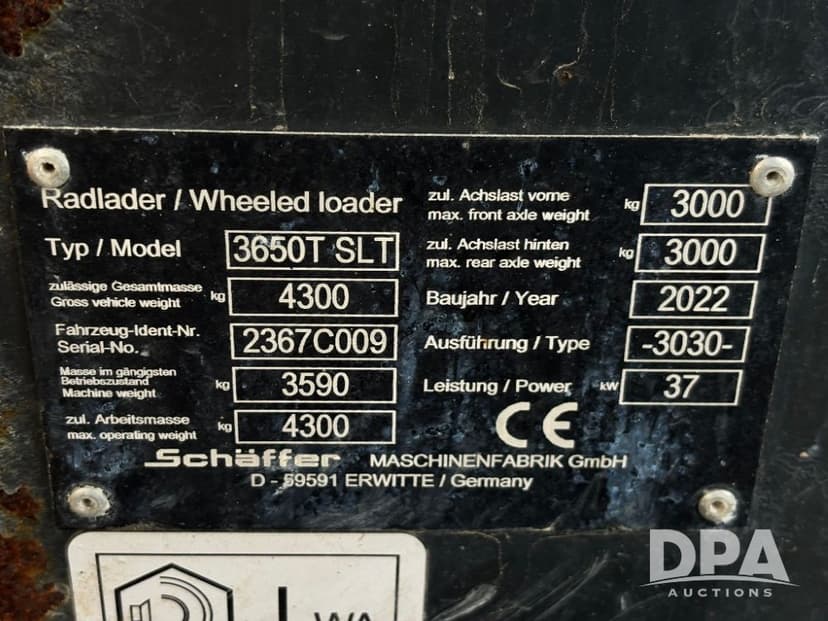 Radlader / Wheeled loader
Typ / Model 3650T SLT
zulässige Gesamtmasse
Gross vehicle weight kg 4300
Fahrzeug-Ident-Nr.
Serial-No. 2367C009
Masse im gängigsten
Betriebszustand
Machine weight kg 3590
zul. Arbeitsmasse
max. operating weight kg 4300
zul. Achslast vorne
max. front axle weight kg 3000
zul. Achslast hinten
max. rear axle weight kg 3000
Baujahr / Year 2022
Ausführung / Type -3030-
Leistung / Power kW 37
CE
Schäffer MASCHINENFABRIK GmbH
D - 59591 ERWITTE / Germany
DPA
AUCTIONS
LWA